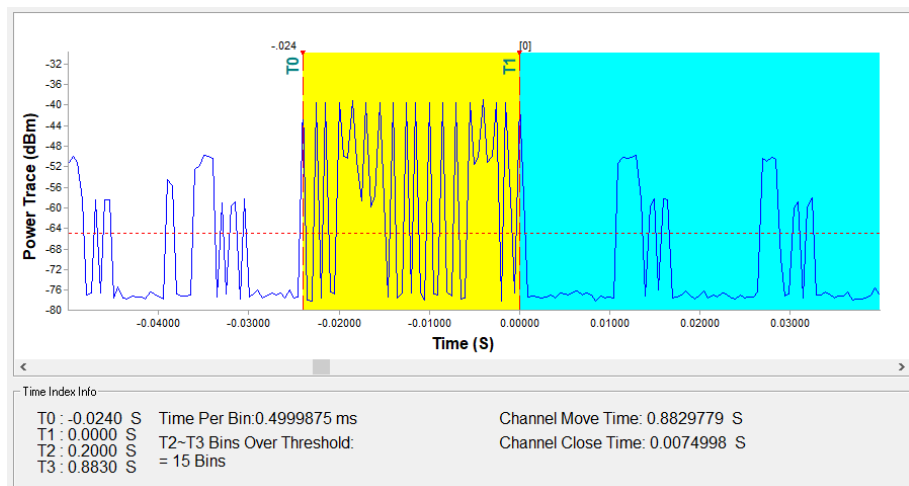 -.024 [0]
T0 T1
-32
-36
-40
-44
-48
-52
-56
-60
-64
-68
-72
-76
-80
Power Trace (dBm)
-0.04000 -0.03000 -0.02000 -0.01000 0.00000 0.01000 0.02000 0.03000
Time (S)
Time Index Info
T0 : -0.0240 S Time Per Bin:0.4999875 ms Channel Move Time: 0.8829779 S
T1 : 0.0000 S T2~T3 Bins Over Threshold: Channel Close Time: 0.0074998 S
T2 : 0.2000 S = 15 Bins
T3 : 0.8830 S